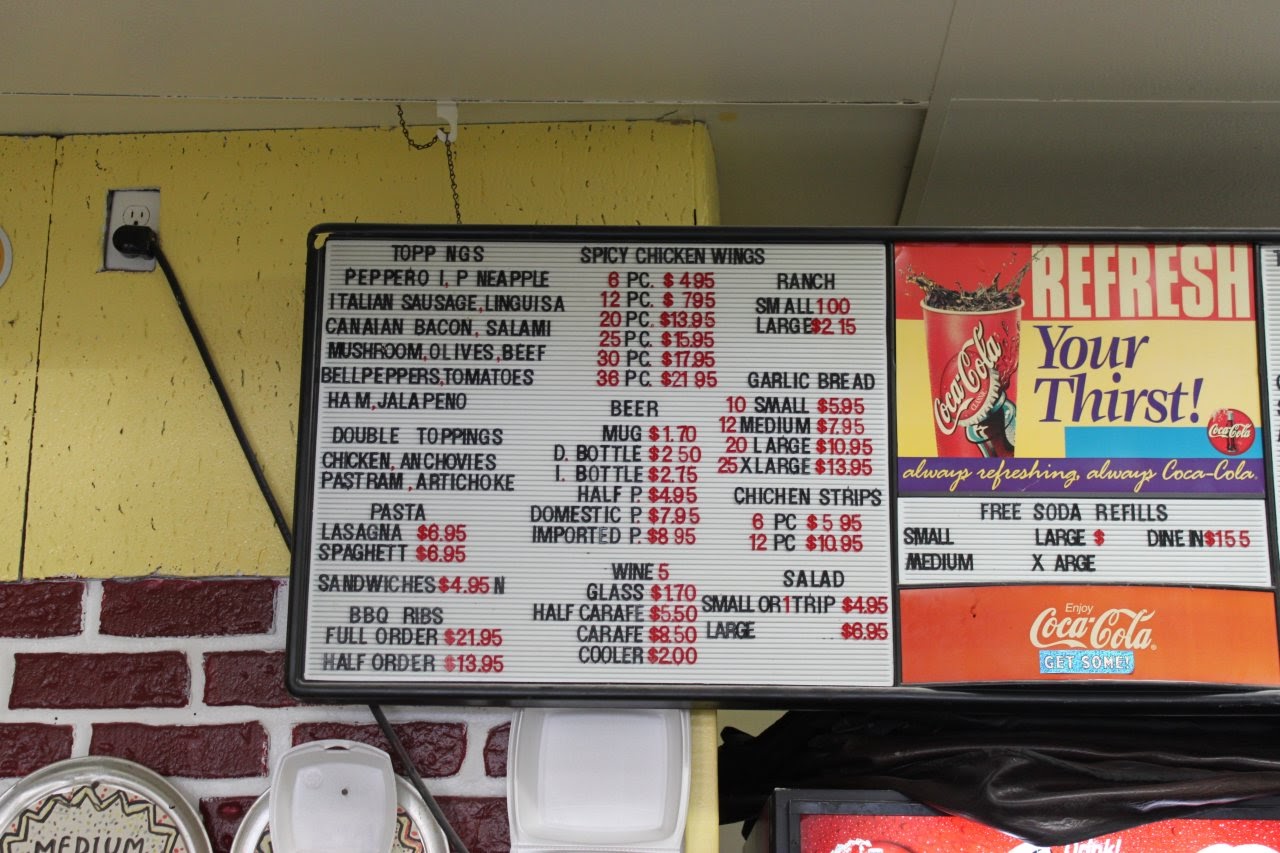 TOPP NGS
PEPPERO I, P NEAPPLE
ITALIAN SAUSAGE, LINGUISA
CANAIAN BACON, SALAMI
MUSHROOM, OLIVES, BEEF
BELLPEPPERS, TOMATOES
HAM, JALAPENO
DOUBLE TOPPINGS
CHICKEN, ANCHOVIES
PASTRAM, ARTICHOKE
PASTA
LASAGNA $6.95
SPAGHETT $6.95
SANDWICHES $4.95 N
BBQ RIBS
FULL ORDER $21.95
HALF ORDER $13.95
SPICY CHICKEN WINGS
6 PC. $ 4.95
12 PC. $ 7.95
20 PC. $13.95
25 PC. $15.95
30 PC. $17.95
36 PC. $21 95
BEER
MUG $1.70
D. BOTTLE $2 50
I. BOTTLE $2.75
HALF P. $4.95
DOMESTIC P. $7.95
IMPORTED P. $8 95
WINE 5
GLASS $1.70
HALF CARAFE $5.50
CARAFE $8.50
COOLER $2.00
RANCH
SMALL 1 00
LARGE $2. 15
GARLIC BREAD
10 SMALL $5.95
12 MEDIUM $7.95
20 LARGE $10.95
25 X LARGE $13.95
CHICHEN STRIPS
6 PC $ 5 95
12 PC $10.95
SALAD
SMALL OR 1 TRIP $4.95
LARGE $6.95
REFRESH
Your
Thirst!
Coca-Cola
CLASSIC
Coca-Cola
always refreshing, always Coca-Cola.
FREE SODA REFILLS
SMALL LARGE $ DINE IN $1 5 5
MEDIUM X ARGE
Enjoy
Coca-Cola
GET SOME!
MEDIUM